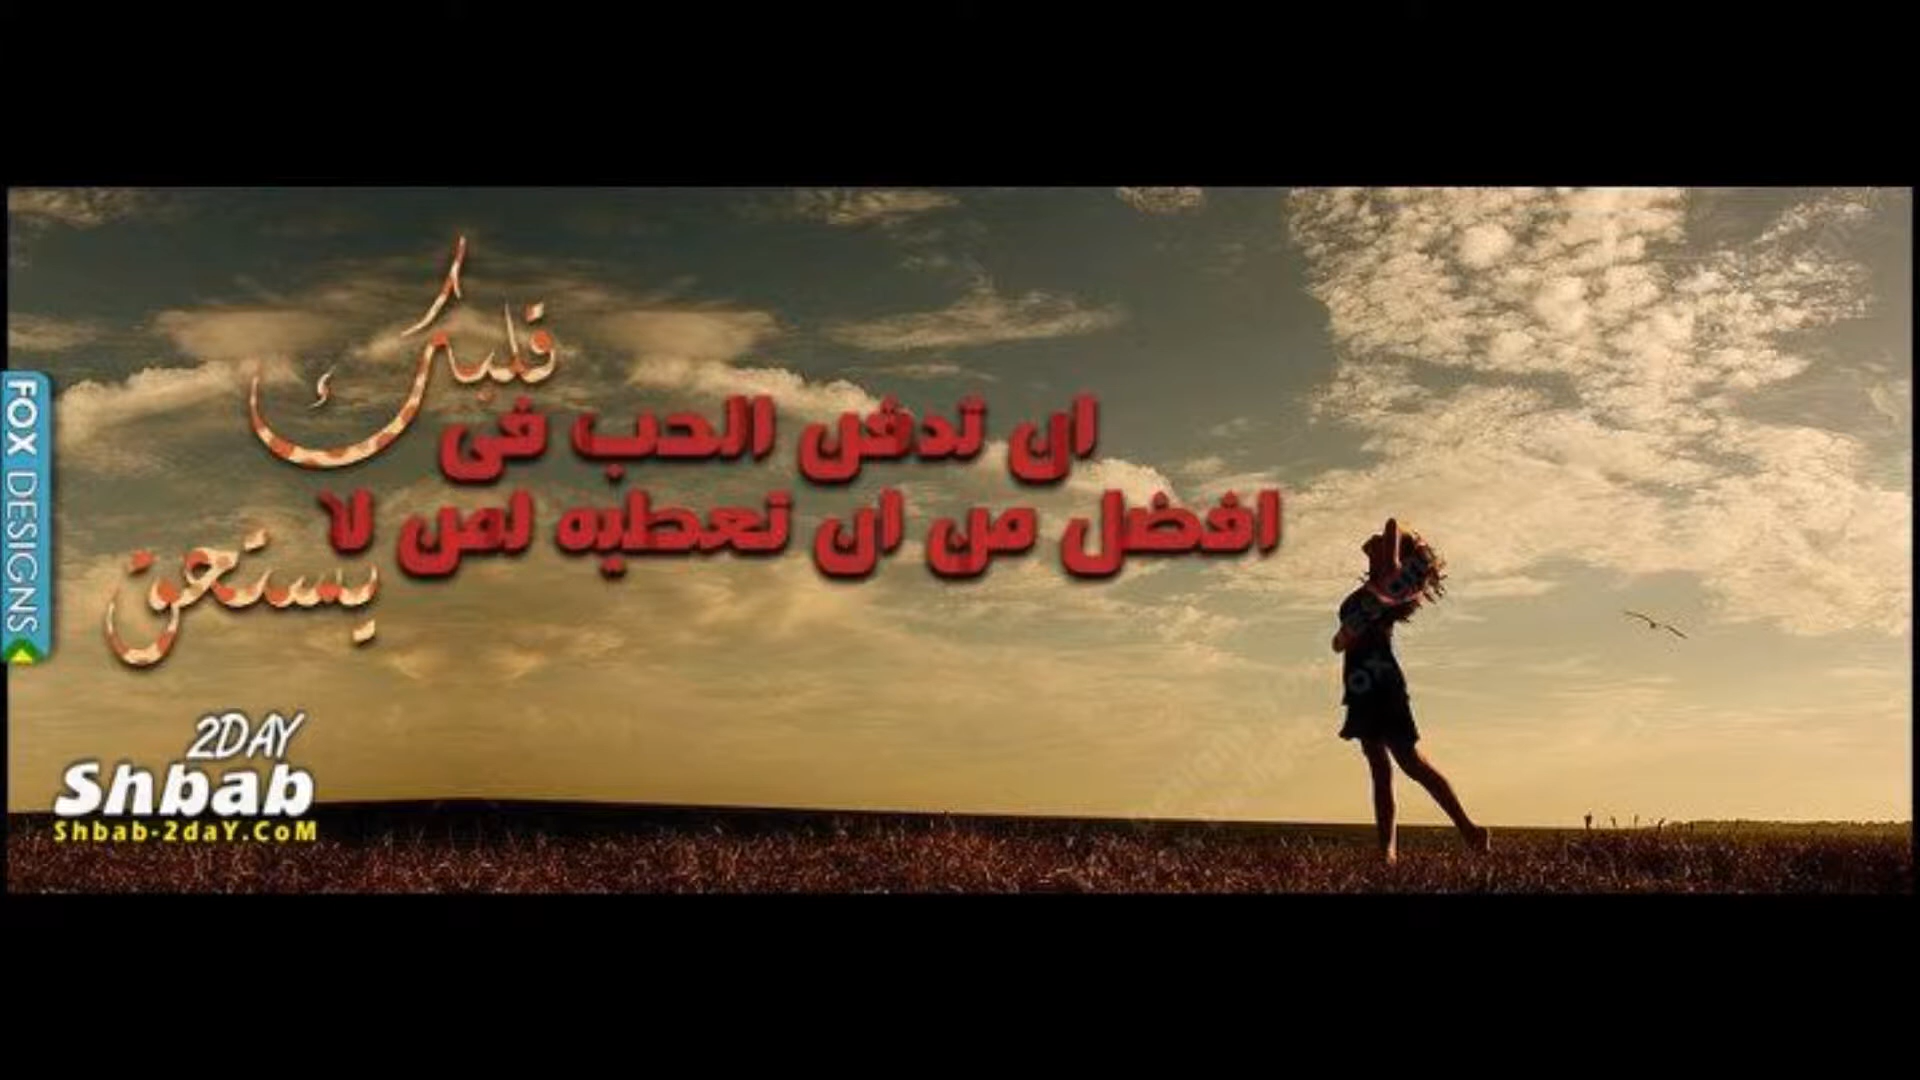 ان تدفن الحب فى قلبك
افضل من ان تعطيه لمن لا يستحق
FOX DESIGNS
2DAY
Shbab
Shbab-2daY.CoM